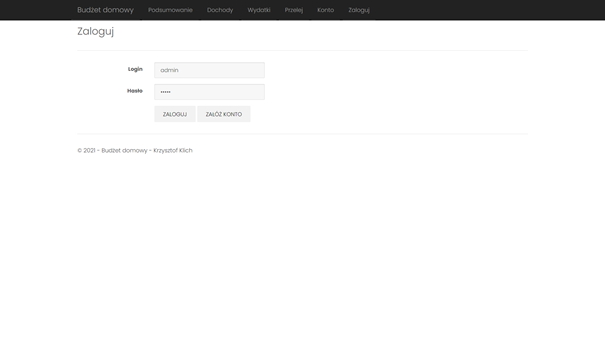 Budżet domowy Podsumowanie Dochody Wydatki Przelej Konto Zaloguj
Zaloguj
Login admin
Hasło •••••
ZALOGUJ ZAŁÓŻ KONTO
© 2021 - Budżet domowy - Krzysztof Klich